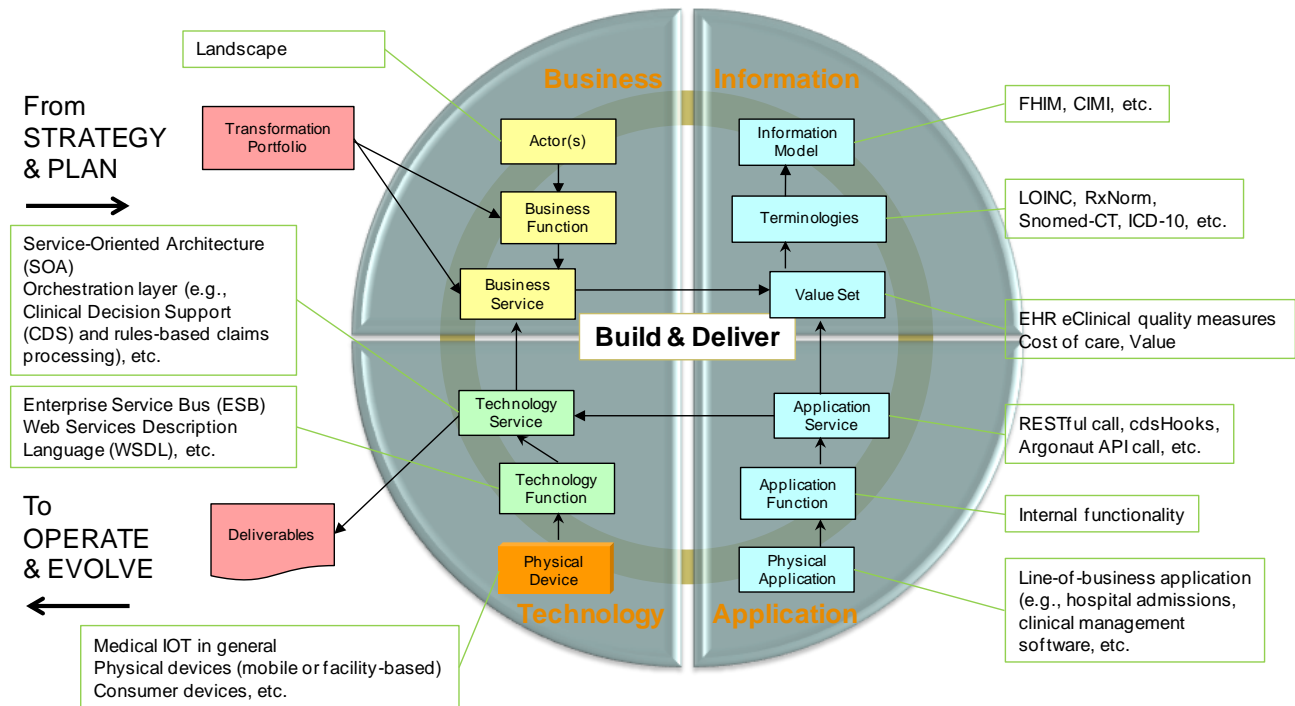 Landscape
Business
Information
From
STRATEGY
& PLAN
Transformation
Portfolio
Actor(s)
Business
Function
Business
Service
Information
Model
Terminologies
Value Set
FHIM, CIMI, etc.
LOINC, RxNorm,
Snomed-CT, ICD-10, etc.
EHR eClinical quality measures
Cost of care, Value
Build & Deliver
Service-Oriented Architecture
(SOA)
Orchestration layer (e.g.,
Clinical Decision Support
(CDS) and rules-based claims
processing), etc.
Enterprise Service Bus (ESB)
Web Services Description
Language (WSDL), etc.
Technology
Service
Technology
Function
Physical
Device
Technology
Application
Service
Application
Function
Physical
Application
Application
RESTful call, cdsHooks,
Argonaut API call, etc.
Internal functionality
Line-of-business application
(e.g., hospital admissions,
clinical management
software, etc.
To
OPERATE
& EVOLVE
Deliverables
Medical IOT in general
Physical devices (mobile or facility-based)
Consumer devices, etc.